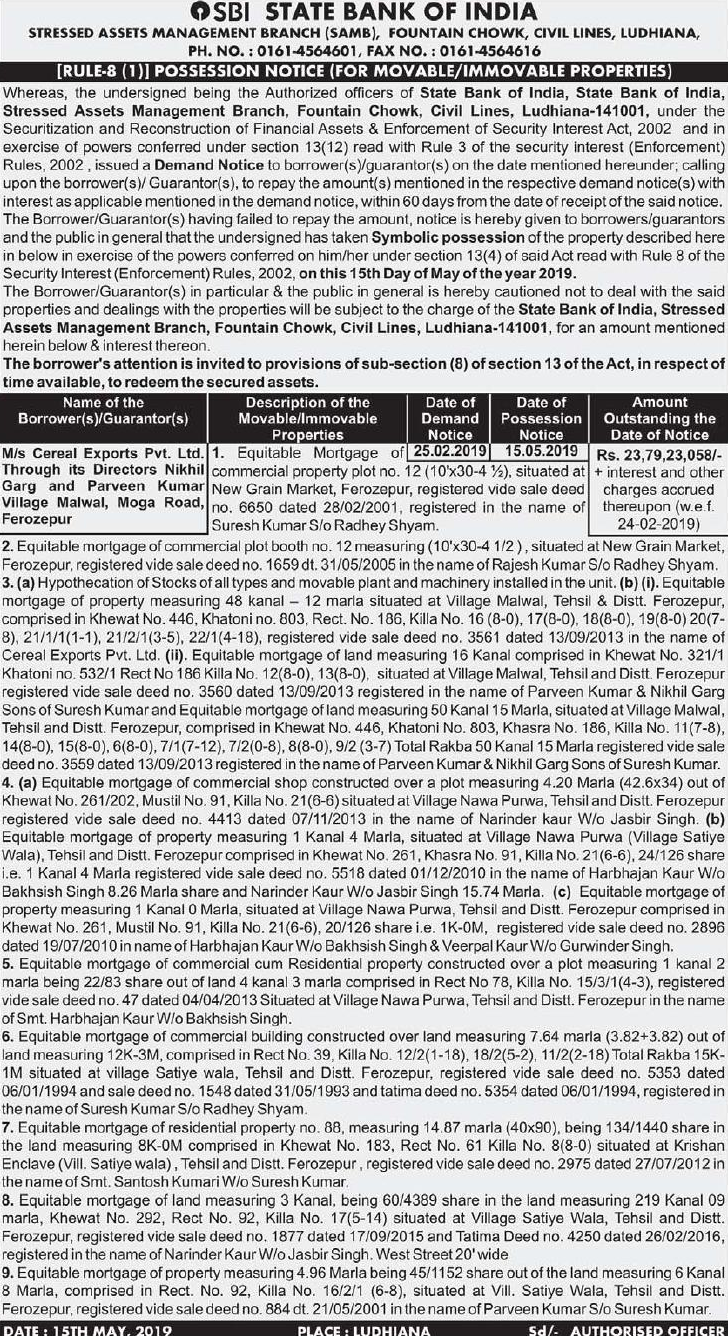 SBI STATE BANK OF INDIA
STRESSED ASSETS MANAGEMENT BRANCH (SAMB), FOUNTAIN CHOWK, CIVIL LINES, LUDHIANA,
PH. NO. : 0161-4564601, FAX NO. : 0161-4564616
[RULE-8 (1)] POSSESSION NOTICE (FOR MOVABLE/IMMOVABLE PROPERTIES)
Whereas, the undersigned being the Authorized officers of State Bank of India, State Bank of India,
Stressed Assets Management Branch, Fountain Chowk, Civil Lines, Ludhiana-141001, under the
Securitization and Reconstruction of Financial Assets & Enforcement of Security Interest Act, 2002 and in
exercise of powers conferred under section 13(12) read with Rule 3 of the security interest (Enforcement)
Rules, 2002 , issued a Demand Notice to borrower(s)/guarantor(s) on the date mentioned hereunder; calling
upon the borrower(s)/ Guarantor(s), to repay the amount(s) mentioned in the respective demand notice(s) with
interest as applicable mentioned in the demand notice, within 60 days from the date of receipt of the said notice.
The Borrower/Guarantor(s) having failed to repay the amount, notice is hereby given to borrowers/guarantors
and the public in general that the undersigned has taken Symbolic possession of the property described here
in below in exercise of the powers conferred on him/her under section 13(4) of said Act read with Rule 8 of the
Security Interest (Enforcement) Rules, 2002, on this 15th Day of May of the year 2019.
The Borrower/Guarantor(s) in particular & the public in general is hereby cautioned not to deal with the said
properties and dealings with the properties will be subject to the charge of the State Bank of India, Stressed
Assets Management Branch, Fountain Chowk, Civil Lines, Ludhiana-141001, for an amount mentioned
herein below & interest thereon.
The borrower's attention is invited to provisions of sub-section (8) of section 13 of the Act, in respect of
time available, to redeem the secured assets.
Name of the Borrower(s)/Guarantor(s)
Description of the Movable/Immovable Properties
Date of Demand Notice
Date of Possession Notice
Amount Outstanding the Date of Notice
M/s Cereal Exports Pvt. Ltd.
Through its Directors Nikhil
Garg and Parveen Kumar
Village Malwal, Moga Road,
Ferozepur
1. Equitable Mortgage of
commercial property plot no. 12 (10'x30-4 ½), situated at
New Grain Market, Ferozepur, registered vide sale deed
no. 6650 dated 28/02/2001, registered in the name of
Suresh Kumar S/o Radhey Shyam.
25.02.2019
15.05.2019
Rs. 23,79,23,058/-
+ interest and other
charges accrued
thereupon (w.e.f.
24-02-2019)
2. Equitable mortgage of commercial plot booth no. 12 measuring (10'x30-4 1/2 ) , situated at New Grain Market,
Ferozepur, registered vide sale deed no. 1659 dt. 31/05/2005 in the name of Rajesh Kumar S/o Radhey Shyam.
3. (a) Hypothecation of Stocks of all types and movable plant and machinery installed in the unit. (b) (i). Equitable
mortgage of property measuring 48 kanal – 12 marla situated at Village Malwal, Tehsil & Distt. Ferozepur,
comprised in Khewat No. 446, Khatoni no. 803, Rect. No. 186, Killa No. 16 (8-0), 17(8-0), 18(8-0), 19(8-0) 20(7-
8), 21/1/1(1-1), 21/2/1(3-5), 22/1(4-18), registered vide sale deed no. 3561 dated 13/09/2013 in the name of
Cereal Exports Pvt. Ltd. (ii). Equitable mortgage of land measuring 16 Kanal comprised in Khewat No. 321/1
Khatoni no. 532/1 Rect No 186 Killa No. 12(8-0), 13(8-0), situated at Village Malwal, Tehsil and Distt. Ferozepur
registered vide sale deed no. 3560 dated 13/09/2013 registered in the name of Parveen Kumar & Nikhil Garg
Sons of Suresh Kumar and Equitable mortgage of land measuring 50 Kanal 15 Marla, situated at Village Malwal,
Tehsil and Distt. Ferozepur, comprised in Khewat No. 446, Khatoni No. 803, Khasra No. 186, Killa No. 11(7-8),
14(8-0), 15(8-0), 6(8-0), 7/1(7-12), 7/2(0-8), 8(8-0), 9/2 (3-7) Total Rakba 50 Kanal 15 Marla registered vide sale
deed no. 3559 dated 13/09/2013 registered in the name of Parveen Kumar & Nikhil Garg Sons of Suresh Kumar.
4. (a) Equitable mortgage of commercial shop constructed over a plot measuring 4.20 Marla (42.6x34) out of
Khewat No. 261/202, Mustil No. 91, Killa No. 21(6-6) situated at Village Nawa Purwa, Tehsil and Distt. Ferozepur
registered vide sale deed no. 4413 dated 07/11/2013 in the name of Narinder kaur W/o Jasbir Singh. (b)
Equitable mortgage of property measuring 1 Kanal 4 Marla, situated at Village Nawa Purwa (Village Satiye
Wala), Tehsil and Distt. Ferozepur comprised in Khewat No. 261, Khasra No. 91, Killa No. 21(6-6), 24/126 share
i.e. 1 Kanal 4 Marla registered vide sale deed no. 5518 dated 01/12/2010 in the name of Harbhajan Kaur W/o
Bakhsish Singh 8.26 Marla share and Narinder Kaur W/o Jasbir Singh 15.74 Marla. (c) Equitable mortgage of
property measuring 1 Kanal 0 Marla, situated at Village Nawa Purwa, Tehsil and Distt. Ferozepur comprised in
Khewat No. 261, Mustil No. 91, Killa No. 21(6-6), 20/126 share i.e. 1K-0M, registered vide sale deed no. 2896
dated 19/07/2010 in name of Harbhajan Kaur W/o Bakhsish Singh & Veerpal Kaur W/o Gurwinder Singh.
5. Equitable mortgage of commercial cum Residential property constructed over a plot measuring 1 kanal 2
marla being 22/83 share out of land 4 kanal 3 marla comprised in Rect No 78, Killa No. 15/3/1(4-3), registered
vide sale deed no. 47 dated 04/04/2013 Situated at Village Nawa Purwa, Tehsil and Distt. Ferozepur in the name
of Smt. Harbhajan Kaur W/o Bakhsish Singh.
6. Equitable mortgage of commercial building constructed over land measuring 7.64 marla (3.82+3.82) out of
land measuring 12K-3M, comprised in Rect No. 39, Killa No. 12/2(1-18), 18/2(5-2), 11/2(2-18) Total Rakba 15K-
1M situated at village Satiye wala, Tehsil and Distt. Ferozepur, registered vide sale deed no. 5353 dated
06/01/1994 and sale deed no. 1548 dated 31/05/1993 and tatima deed no. 5354 dated 06/01/1994, registered in
the name of Suresh Kumar S/o Radhey Shyam.
7. Equitable mortgage of residential property no. 88, measuring 14.87 marla (40x90), being 134/1440 share in
the land measuring 8K-0M comprised in Khewat No. 183, Rect No. 61 Killa No. 8(8-0) situated at Krishan
Enclave (Vill. Satiye wala) , Tehsil and Distt. Ferozepur , registered vide sale deed no. 2975 dated 27/07/2012 in
the name of Smt. Santosh Kumari W/o Suresh Kumar.
8. Equitable mortgage of land measuring 3 Kanal, being 60/4389 share in the land measuring 219 Kanal 09
marla, Khewat No. 292, Rect No. 92, Killa No. 17(5-14) situated at Village Satiye Wala, Tehsil and Distt.
Ferozepur, registered vide sale deed no. 1877 dated 17/09/2015 and Tatima Deed no. 4250 dated 26/02/2016,
registered in the name of Narinder Kaur W/o Jasbir Singh. West Street 20' wide
9. Equitable mortgage of property measuring 4.96 Marla being 45/1152 share out of the land measuring 6 Kanal
8 Marla, comprised in Rect. No. 92, Killa No. 16/2/1 (6-8), situated at Vill. Satiye Wala, Tehsil and Distt.
Ferozepur, registered vide sale deed no. 884 dt. 21/05/2001 in the name of Parveen Kumar S/o Suresh Kumar.
DATE : 15TH MAY, 2019 PLACE : LUDHIANA Sd/- AUTHORISED OFFICER